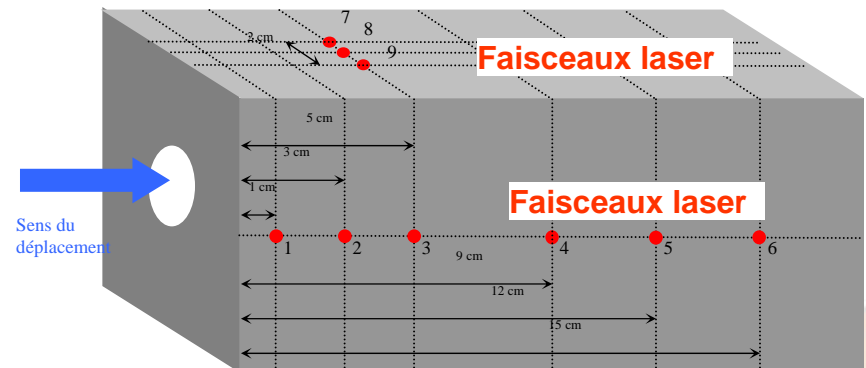 7
8
2 cm
9
Faisceaux laser
5 cm
3 cm
1 cm
Faisceaux laser
Sens du
déplacement
1 2 3 4 5 6
9 cm
12 cm
15 cm